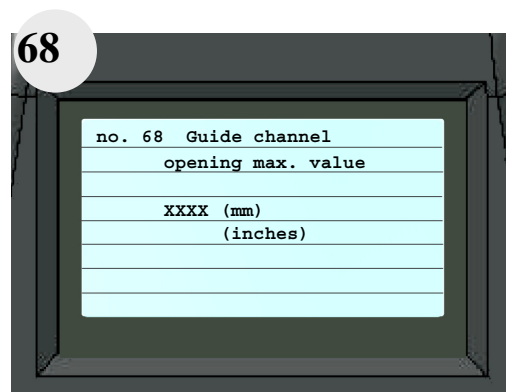 68
no. 68 Guide channel
opening max. value
XXXX (mm)
(inches)